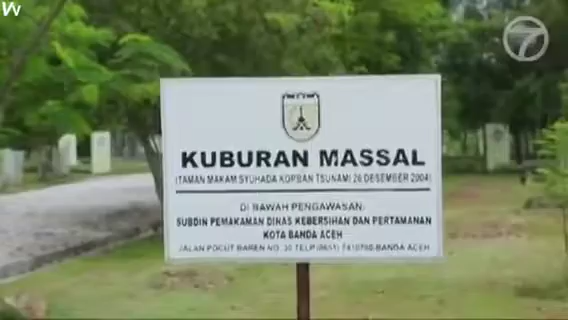 W
7
KUBURAN MASSAL
(TAMAN MAKAM SYUHADA KORBAN TSUNAMI 26 DESEMBER 2004)
DI BAWAH PENGAWASAN:
SUBDIN PEMAKAMAN DINAS KEBERSIHAN DAN PERTAMANAN
KOTA BANDA ACEH
JALAN POCUT BAREN NO. 30 TELP (0651) BANDA ACEH